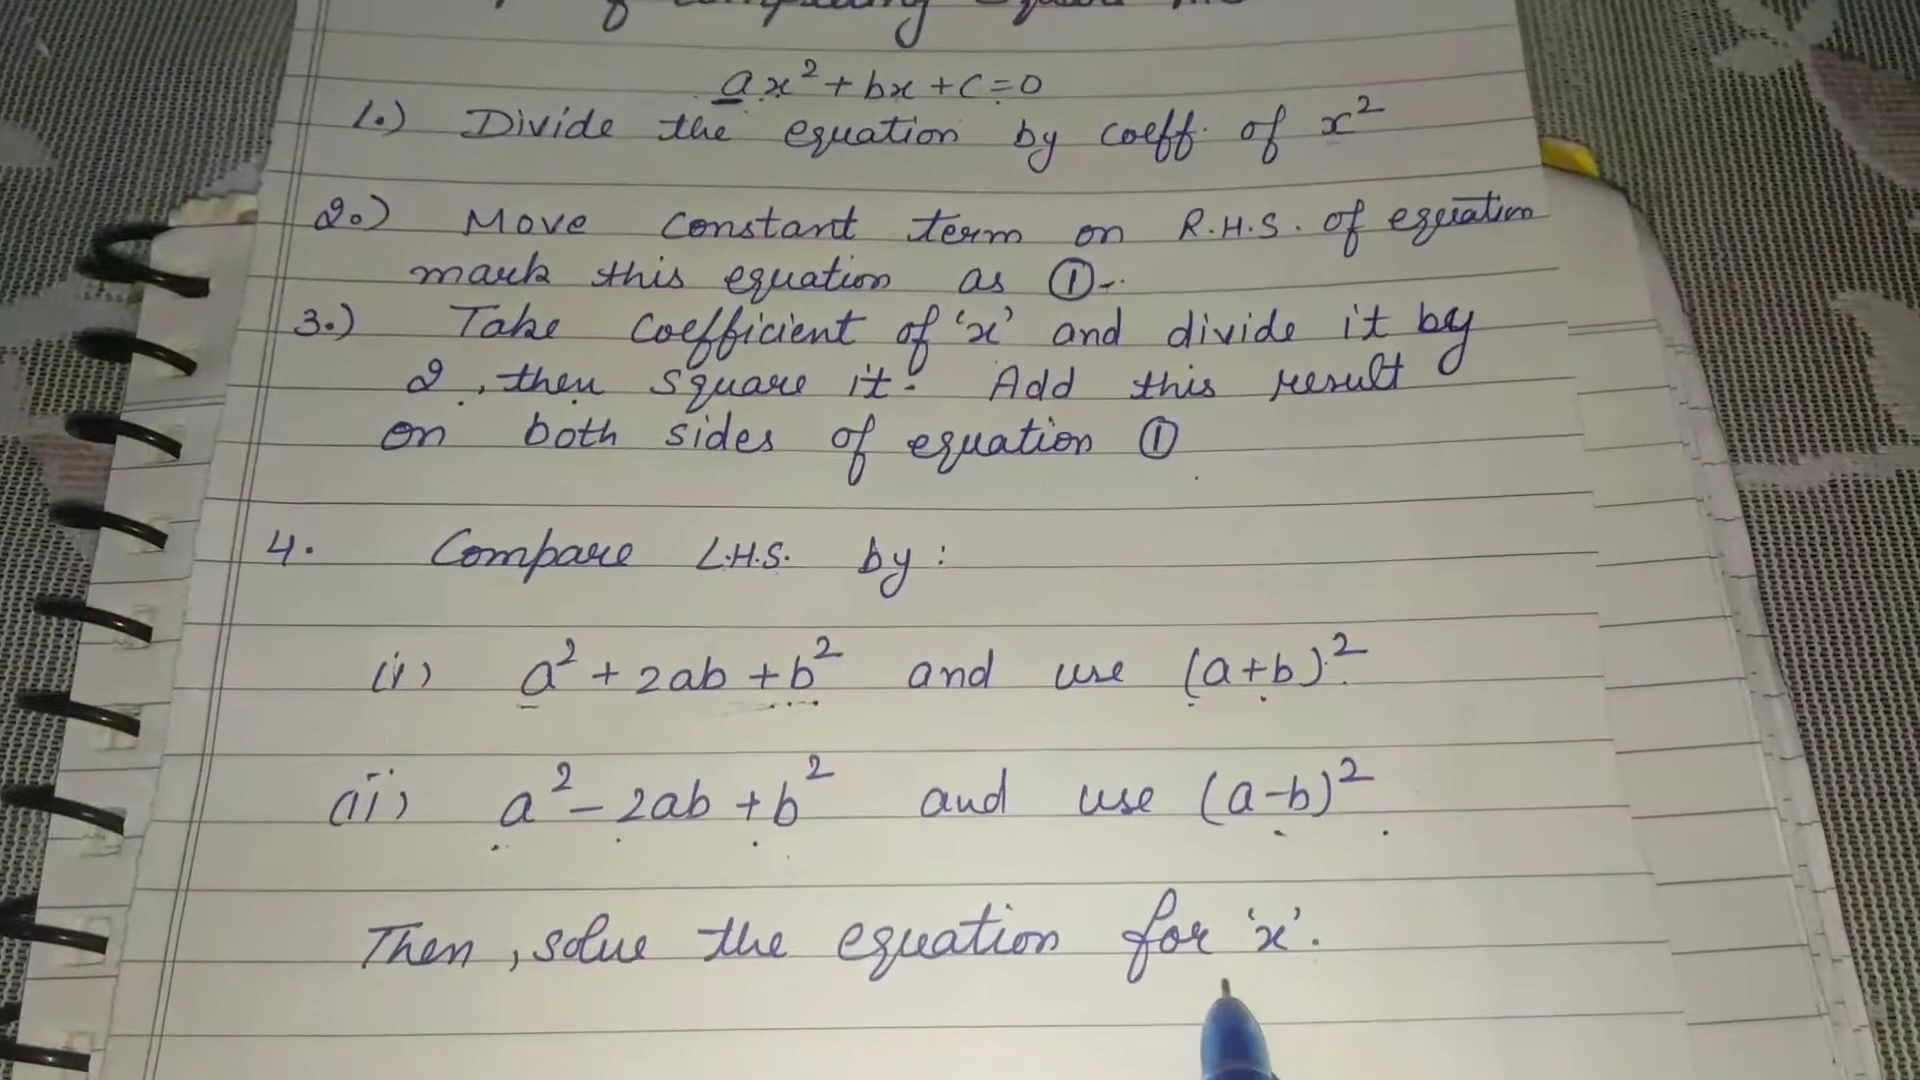 of completing square
ax² + bx + c = 0
1.) Divide the equation by coeff. of x²
2.) Move constant term on R.H.S. of equation
mark this equation as ①
3.) Take coefficient of 'x' and divide it by
2, then square it. Add this result
on both sides of equation ①
4. Compare L.H.S. by:
(i) a² + 2ab + b² and use (a+b)²
(ii) a² - 2ab + b² and use (a-b)²
Then, solve the equation for 'x'.